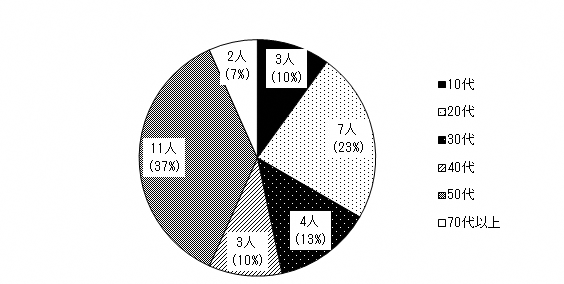 2人
(7%)
3人
(10%)
7人
(23%)
4人
(13%)
3人
(10%)
11人
(37%)
10代
20代
30代
40代
50代
70代以上